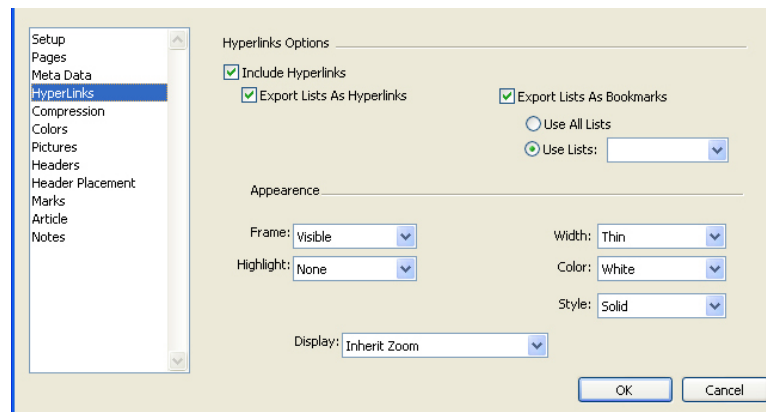 Setup
Pages
Meta Data
HyperLinks
Compression
Colors
Pictures
Headers
Header Placement
Marks
Article
Notes
Hyperlinks Options
Include Hyperlinks
Export Lists As Hyperlinks
Export Lists As Bookmarks
Use All Lists
Use Lists:
Appearence
Frame: Visible
Width: Thin
Highlight: None
Color: White
Style: Solid
Display: Inherit Zoom
OK
Cancel